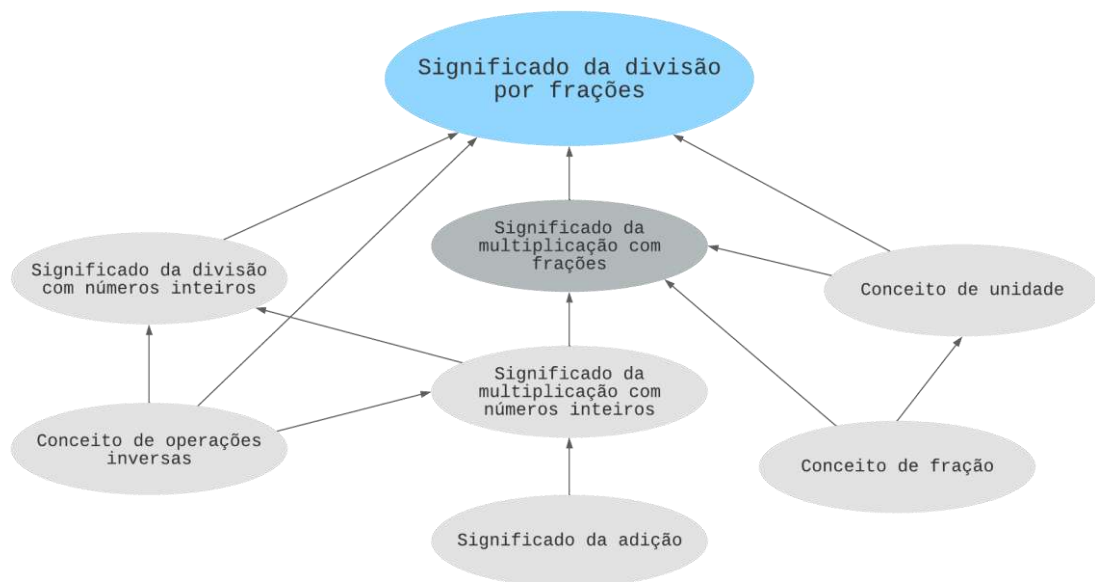 Significado da divisão
por frações
Significado da
multiplicação com
frações
Significado da divisão
com números inteiros
Conceito de unidade
Significado da
multiplicação com
números inteiros
Conceito de operações
inversas
Conceito de fração
Significado da adição